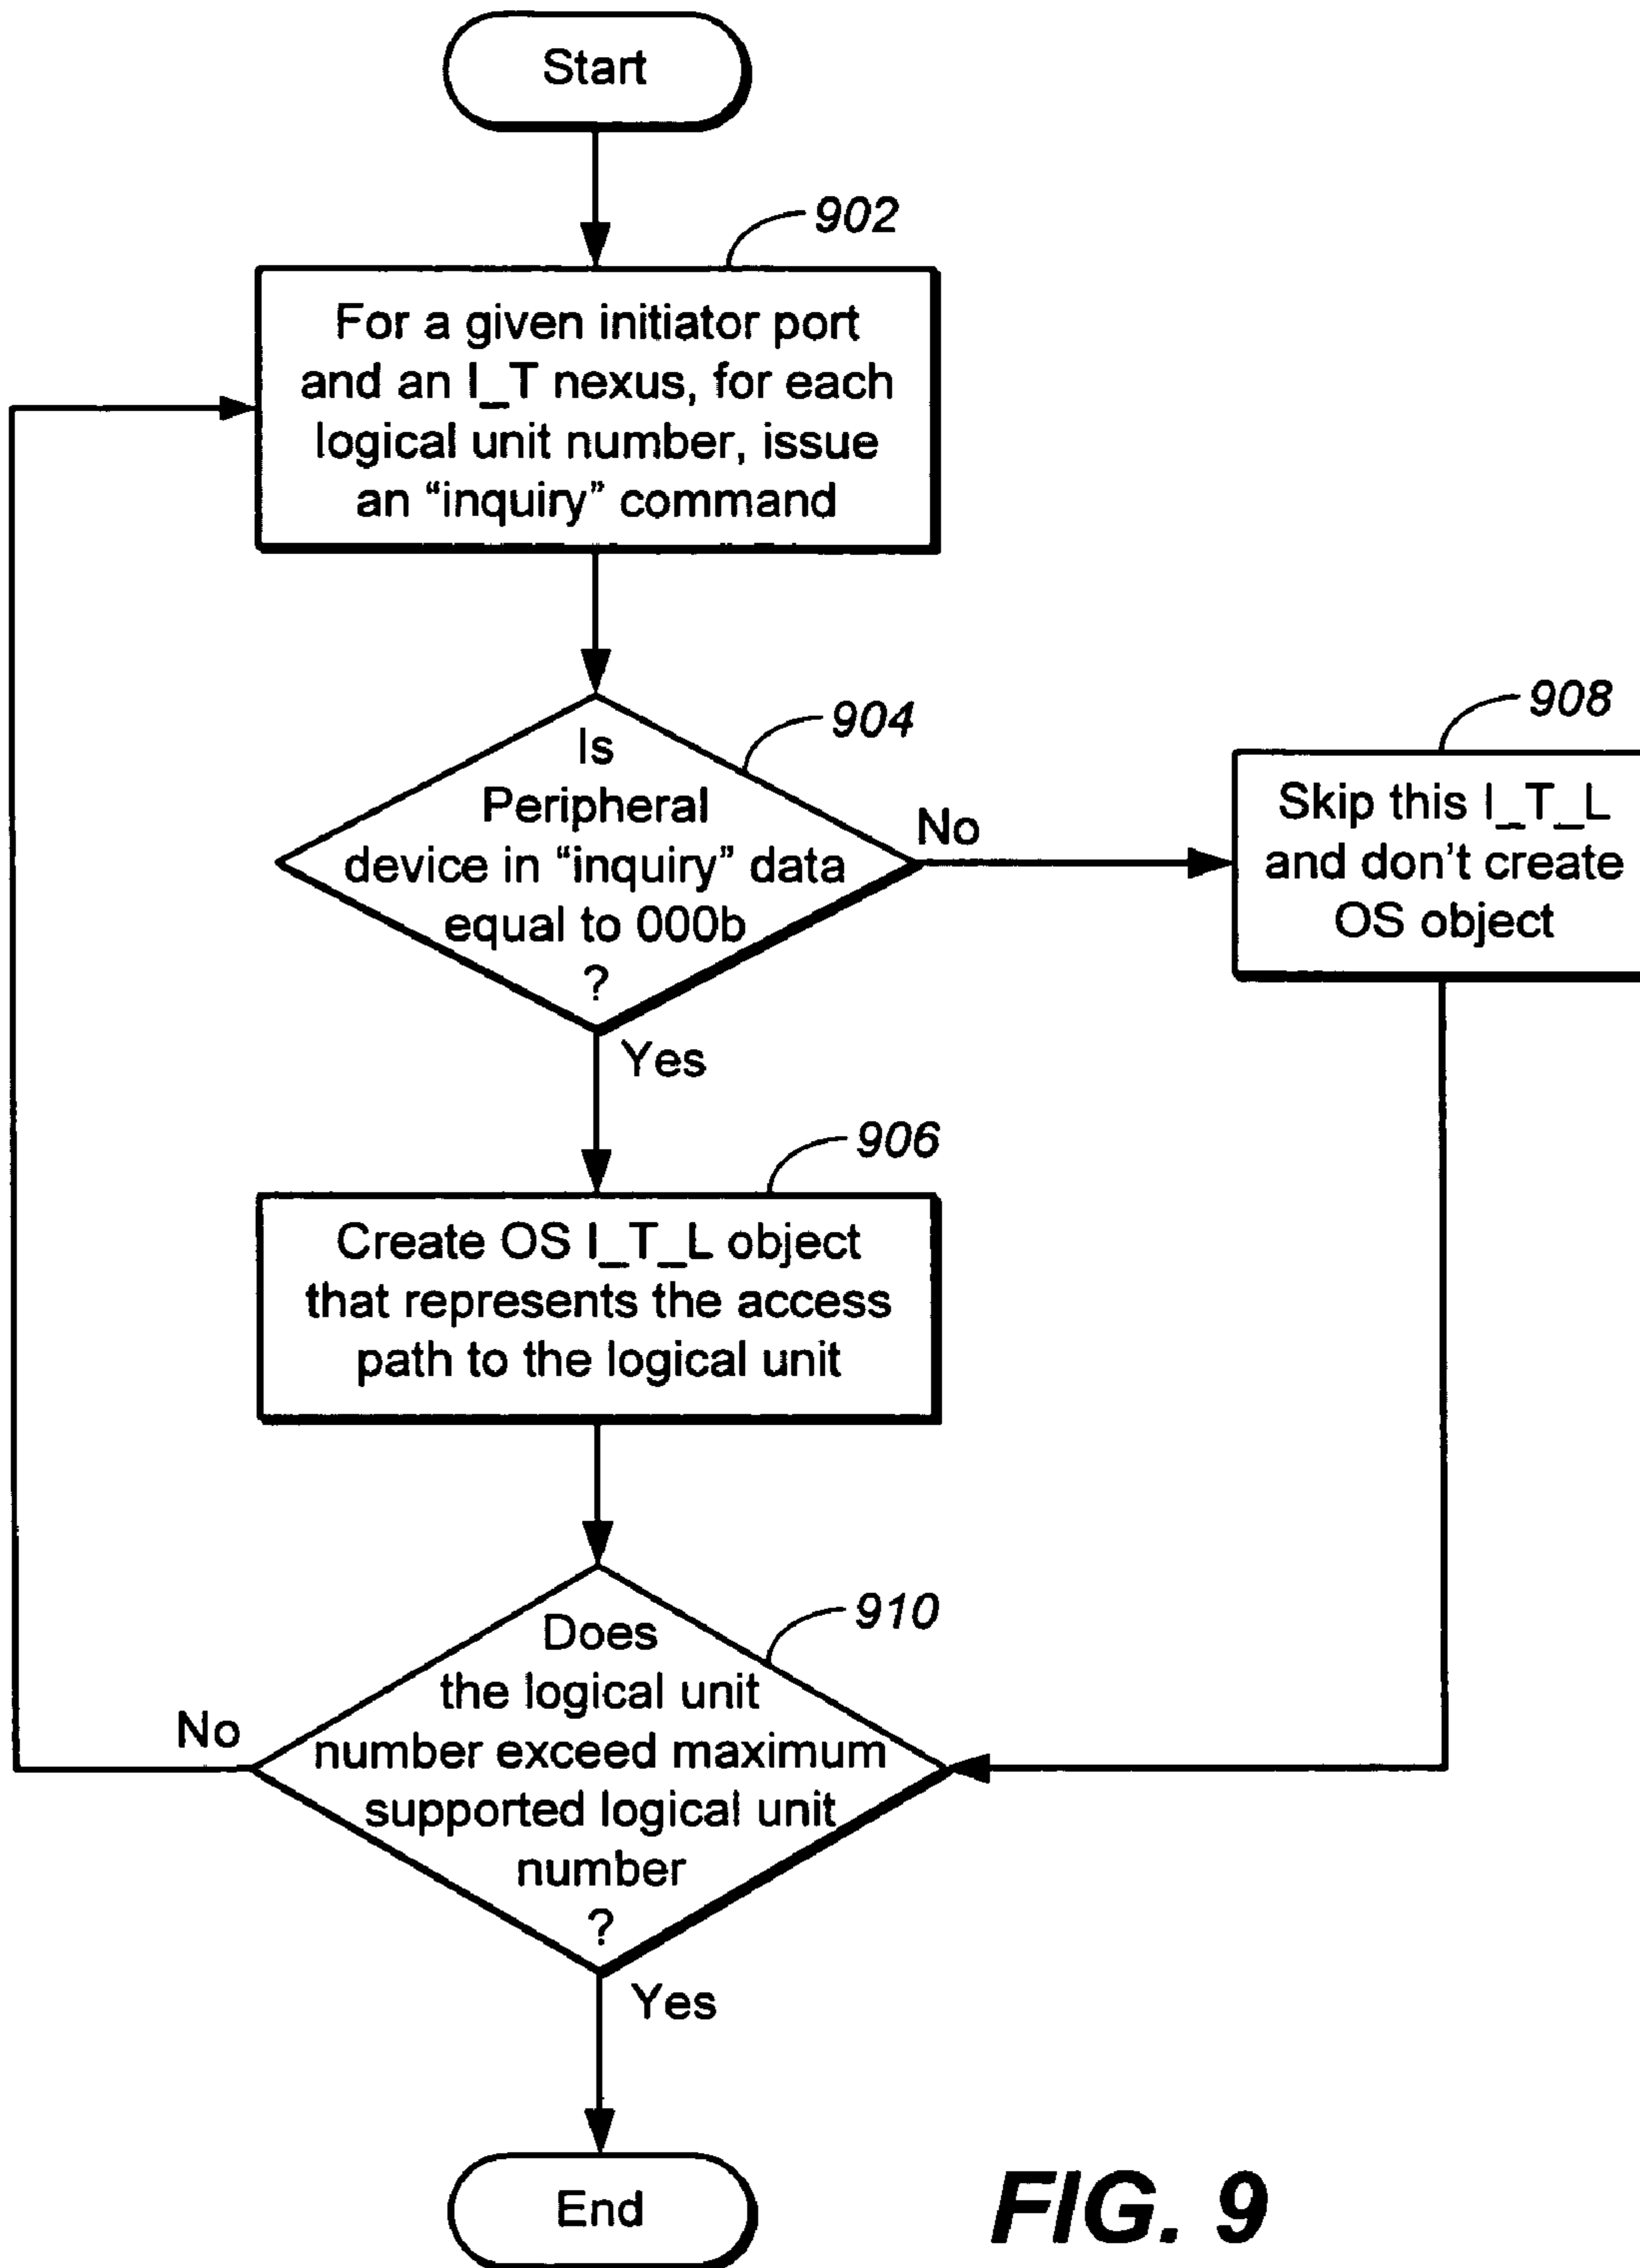 Start
902
For a given initiator port
and an I_T nexus, for each
logical unit number, issue
an “inquiry” command
904
Is
Peripheral
device in “inquiry” data
equal to 000b
?
No
908
Skip this I_T_L
and don't create
OS object
Yes
906
Create OS I_T_L object
that represents the access
path to the logical unit
910
Does
the logical unit
number exceed maximum
supported logical unit
number
?
No
Yes
End
FIG. 9